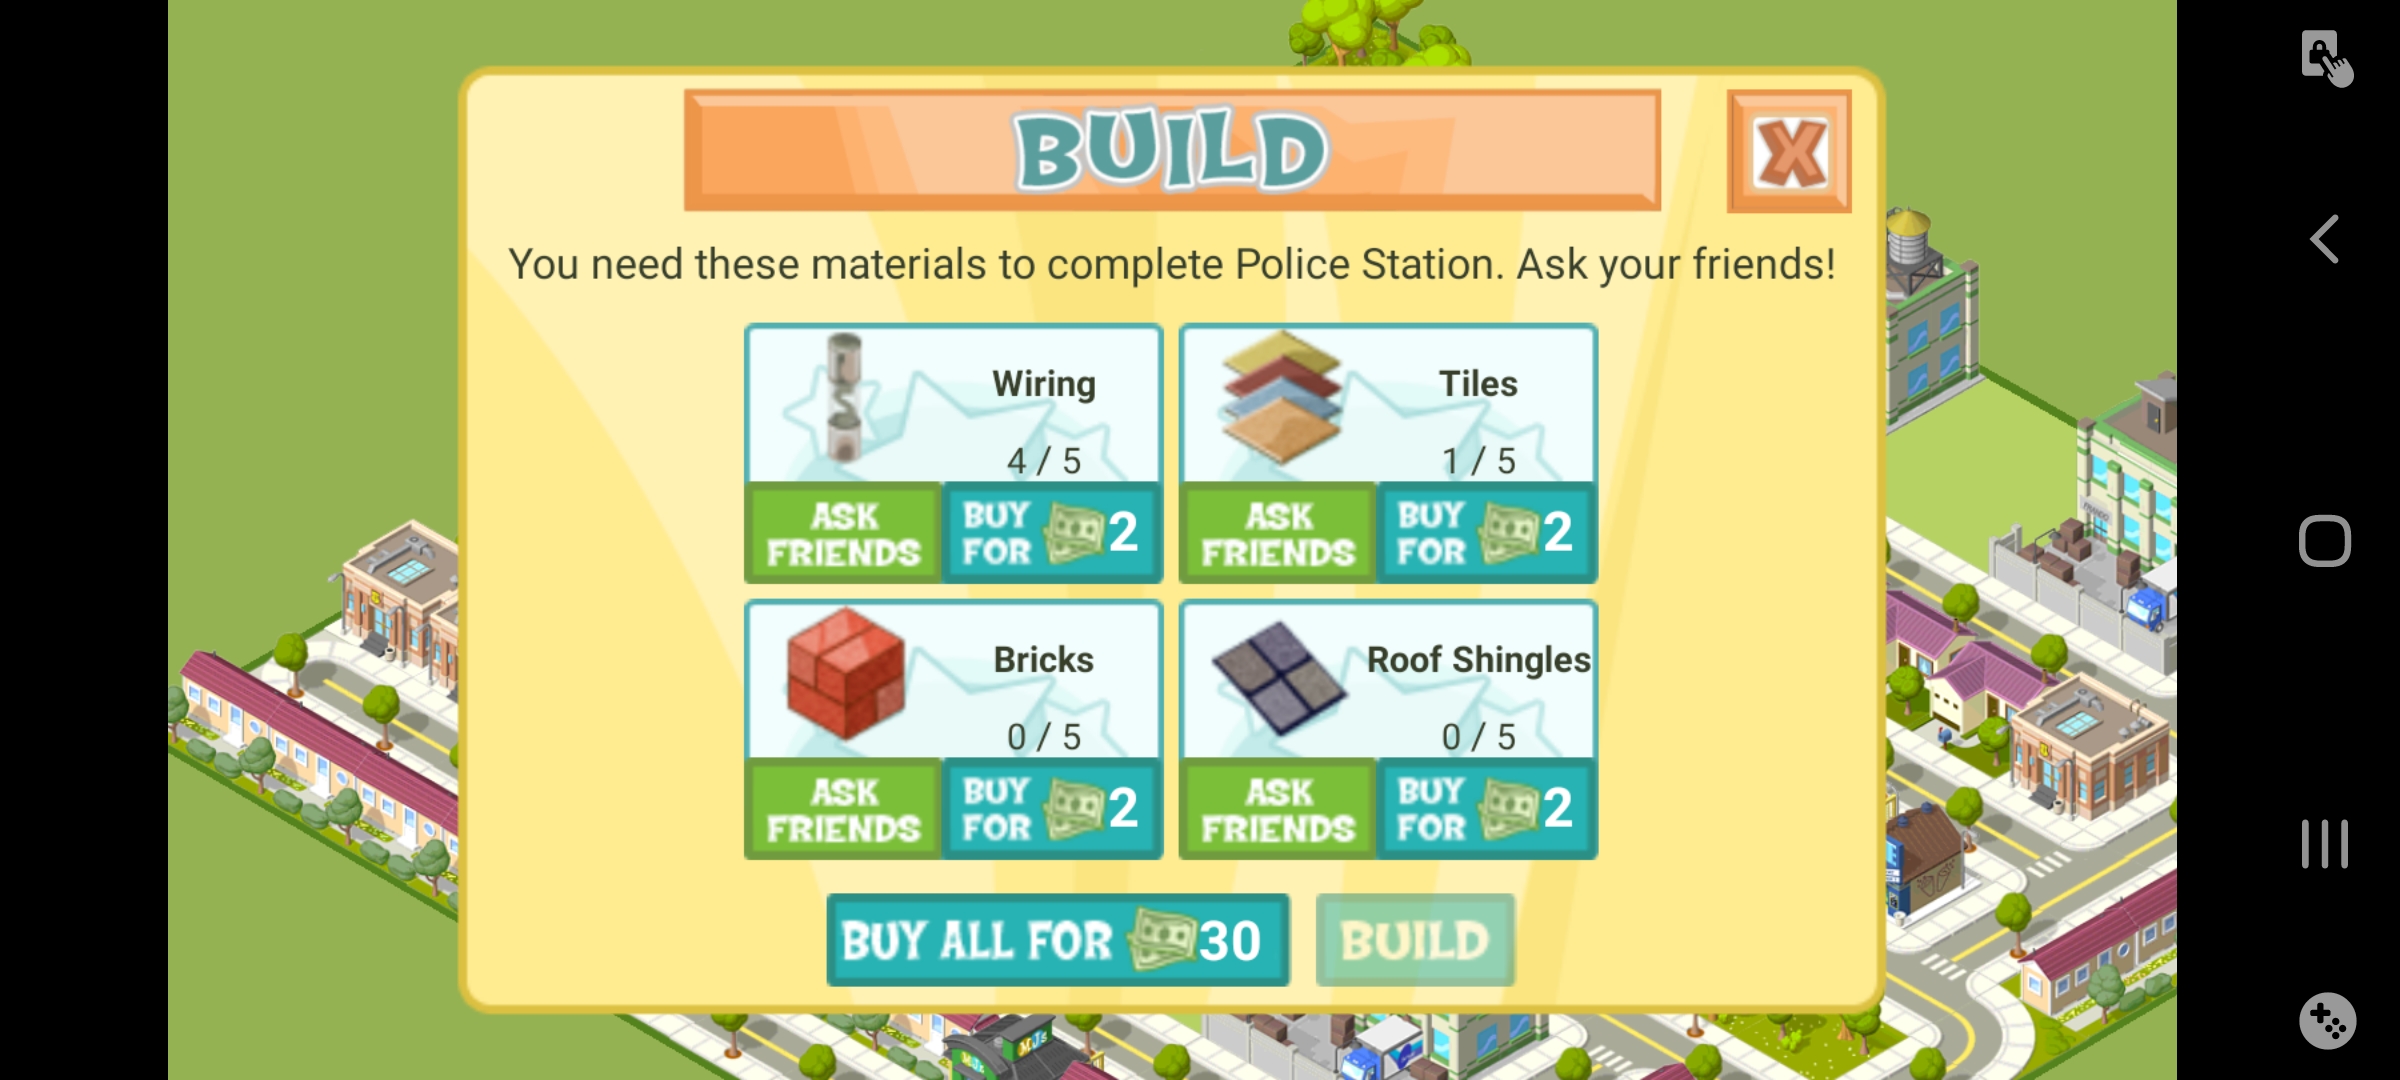 BUILD
X
You need these materials to complete Police Station. Ask your friends!
Wiring
4 / 5
ASK FRIENDS
BUY FOR 2
Tiles
1 / 5
ASK FRIENDS
BUY FOR 2
Bricks
0 / 5
ASK FRIENDS
BUY FOR 2
Roof Shingles
0 / 5
ASK FRIENDS
BUY FOR 2
BUY ALL FOR 30
BUILD
MJs